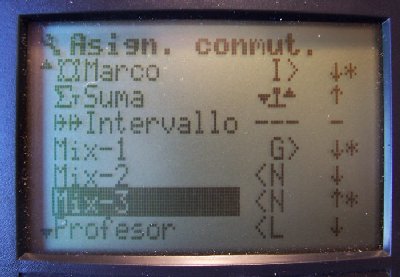 Asign. conmut.
Marco I> ↓*
Suma ↑
Intervallo --- -
Mix-1 G> ↓*
Mix-2 <N ↓
Mix-3 <N ↑*
Profesor <L ↓